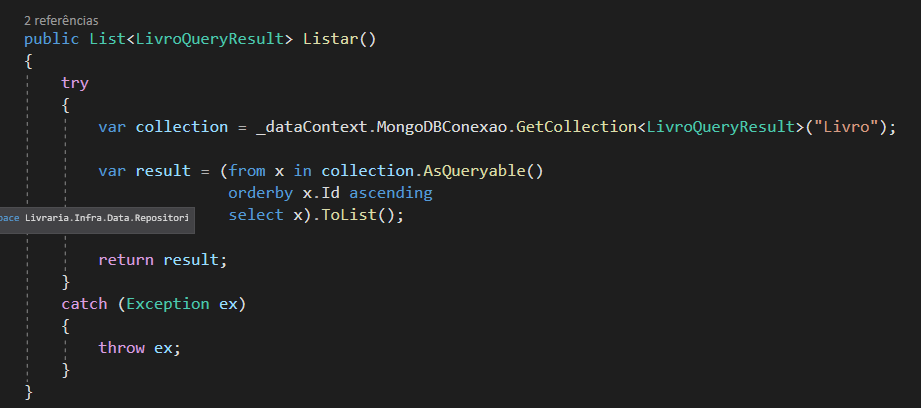 2 referências
public List<LivroQueryResult> Listar()
{
try
{
var collection = _dataContext.MongoDBConexao.GetCollection<LivroQueryResult>("Livro");
var result = (from x in collection.AsQueryable()
orderby x.Id ascending
pace Livraria.Infra.Data.Repositori
select x).ToList();
return result;
}
catch (Exception ex)
{
throw ex;
}
}